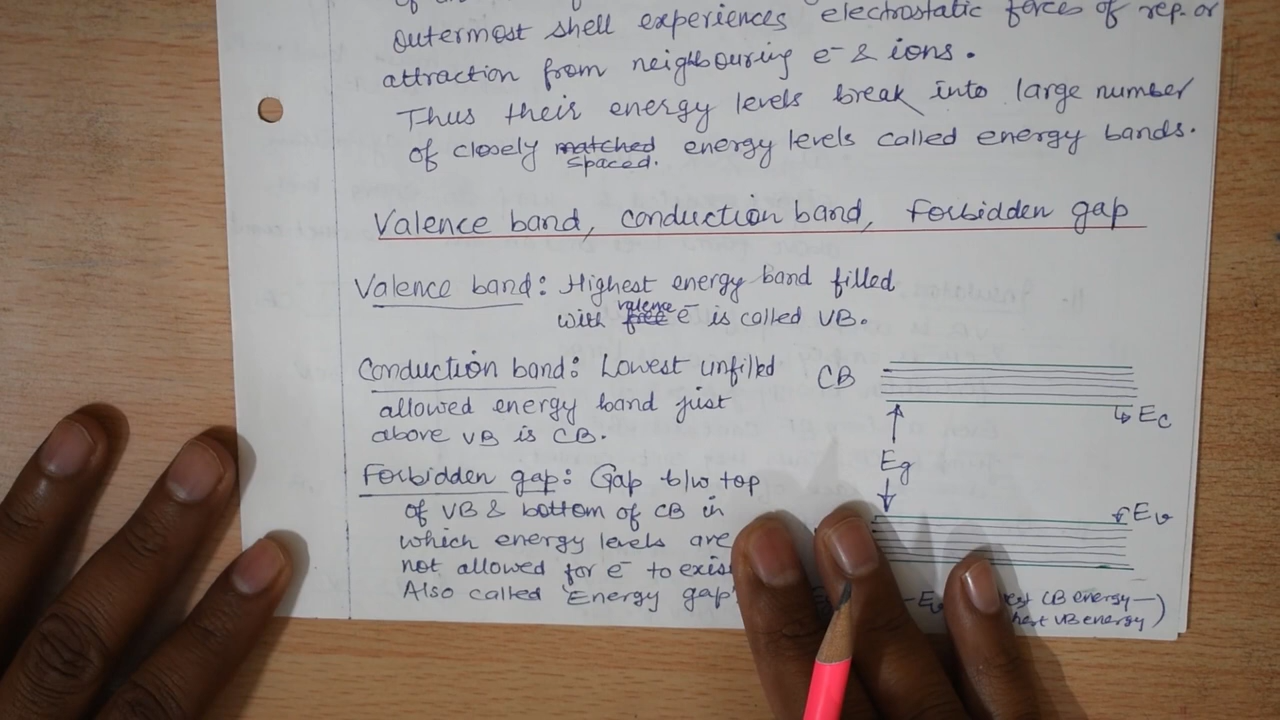 outermost shell experiences electrostatic forces of rep. or
attraction from neighbouring e⁻ & ions.
Thus their energy levels break into large number
of closely matched spaced. energy levels called energy bands.
Valence band, conduction band, Forbidden gap
Valence band: Highest energy band filled
with free valence e⁻ is called VB.
Conduction band: Lowest unfilled
allowed energy band just
above VB is CB.
Forbidden gap: Gap b/w top
of VB & bottom of CB in
which energy levels are
not allowed for e⁻ to
Also called 'Energy gap'
CB
Ec
Eg
Ev
CB energy —
VB energy)